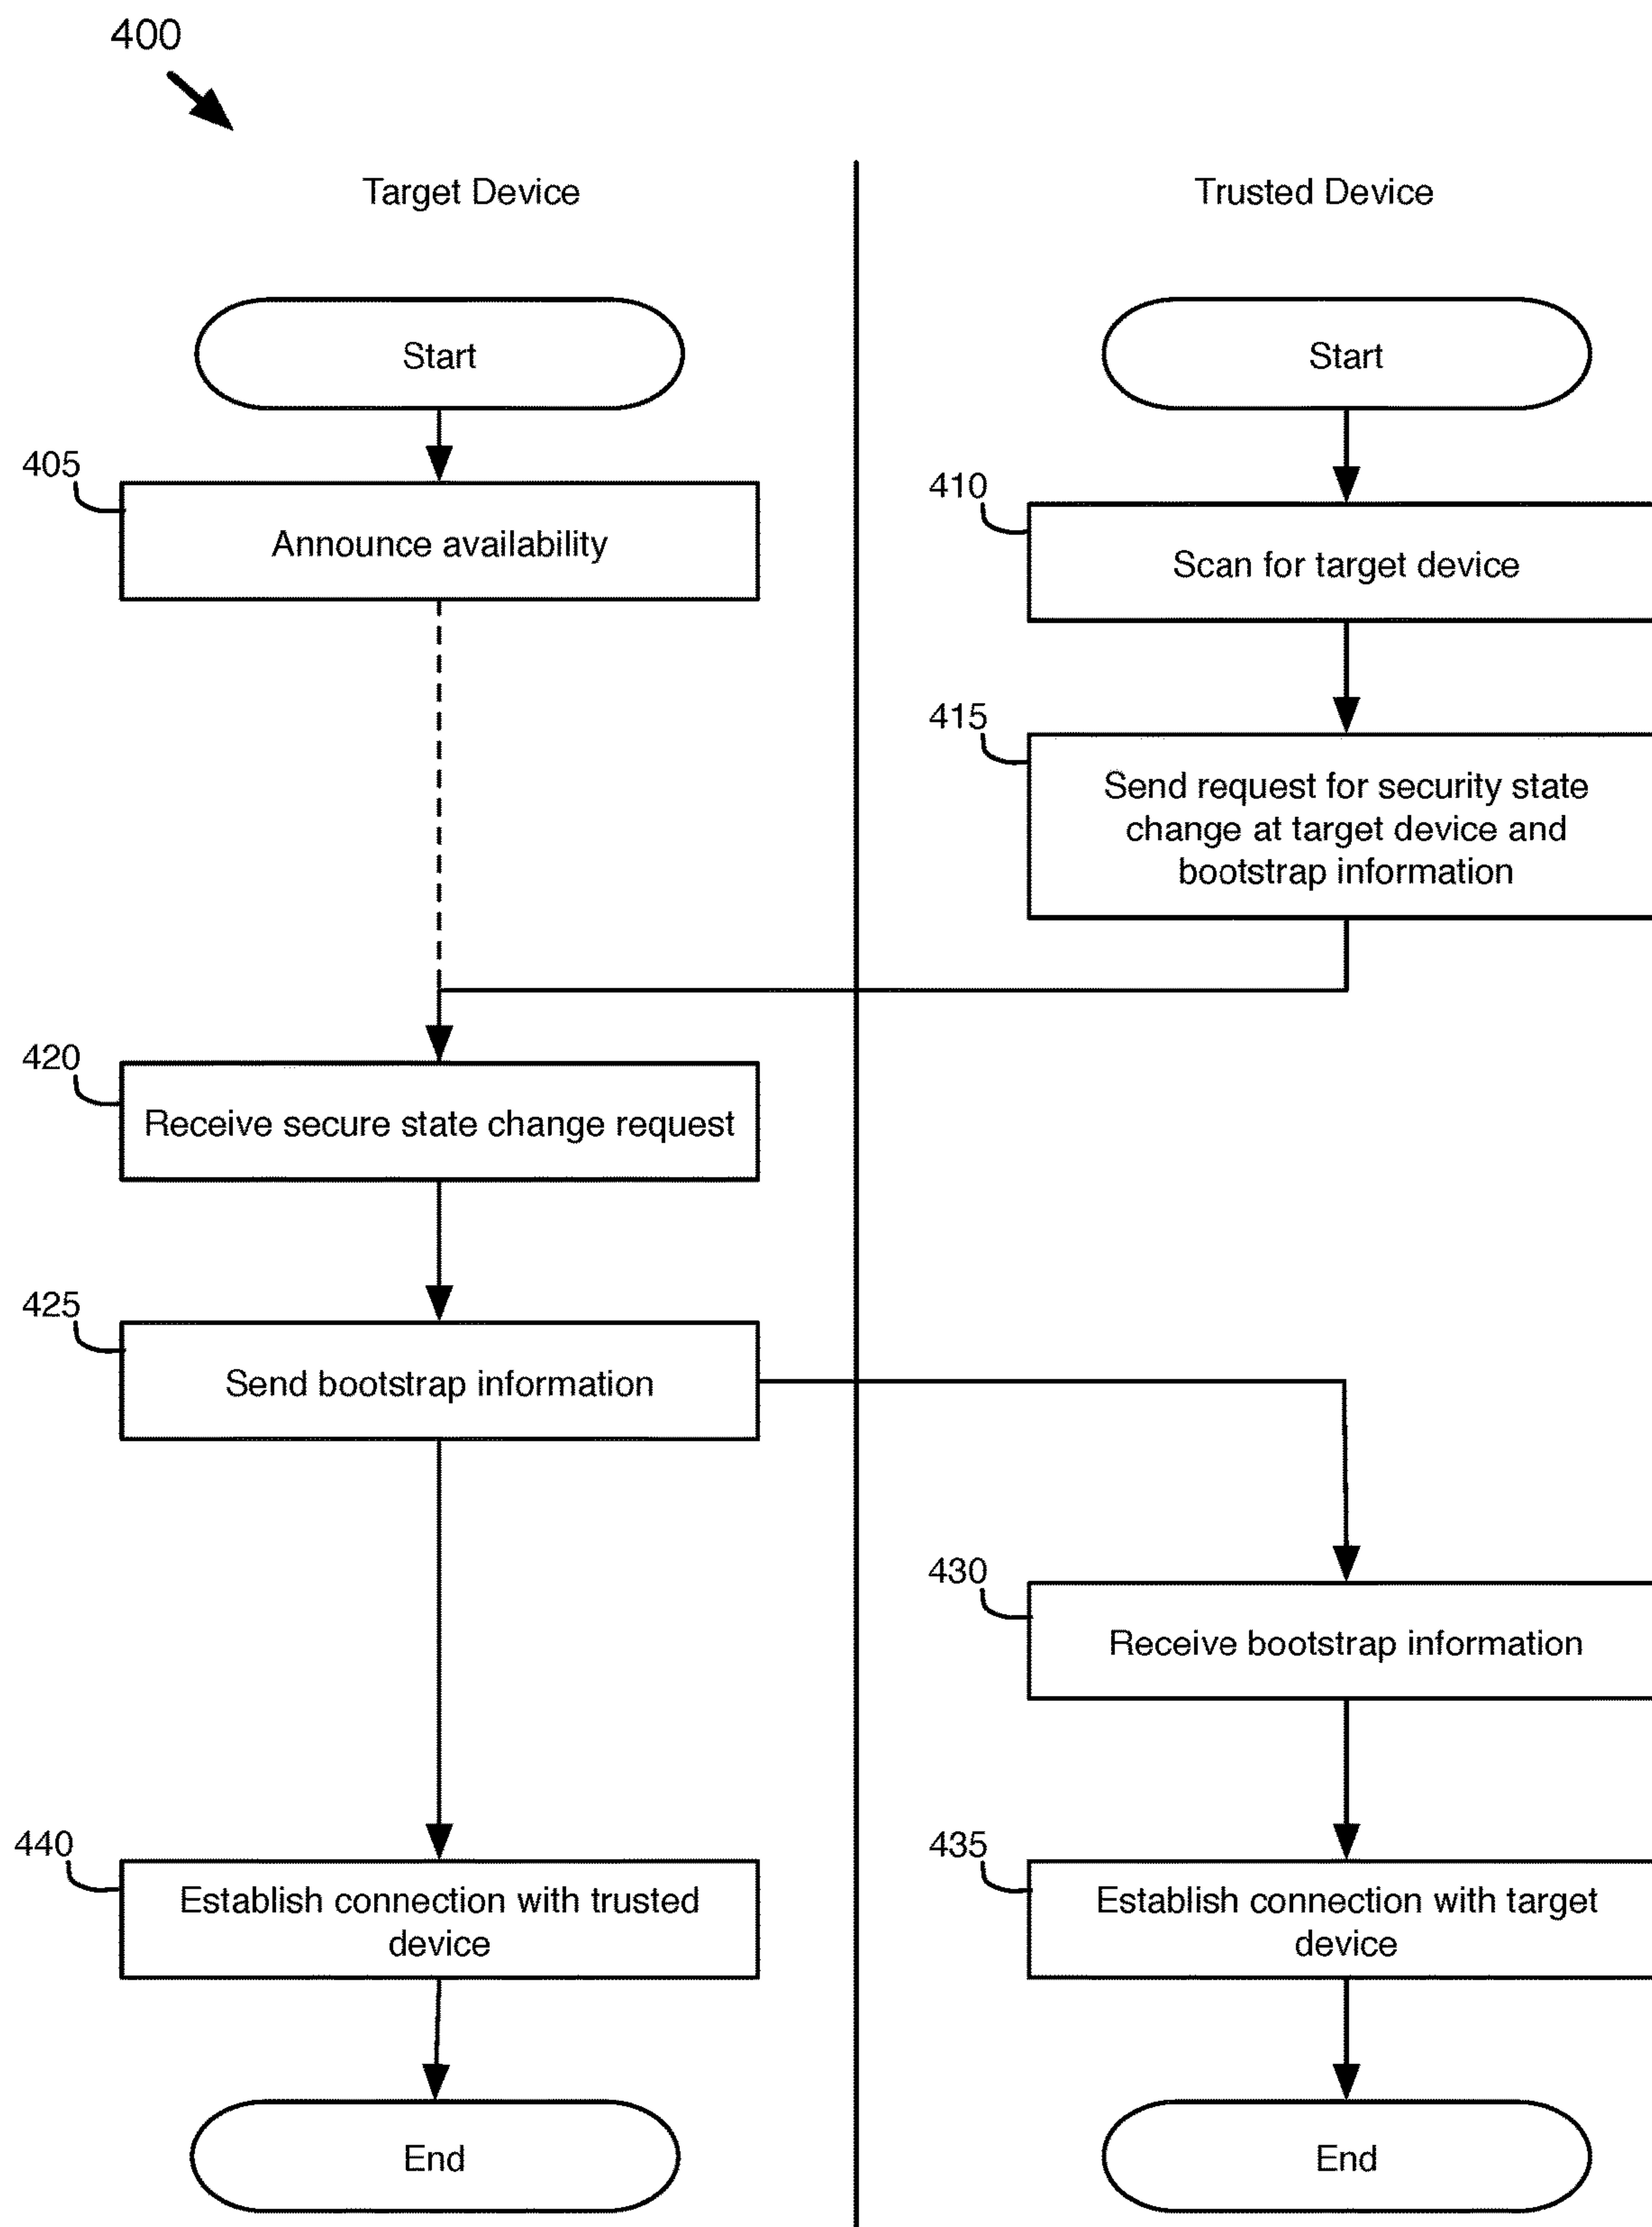 400
Target Device
Trusted Device
Start
Start
405
Announce availability
410
Scan for target device
415
Send request for security state
change at target device and
bootstrap information
420
Receive secure state change request
425
Send bootstrap information
430
Receive bootstrap information
440
Establish connection with trusted
device
435
Establish connection with target
device
End
End